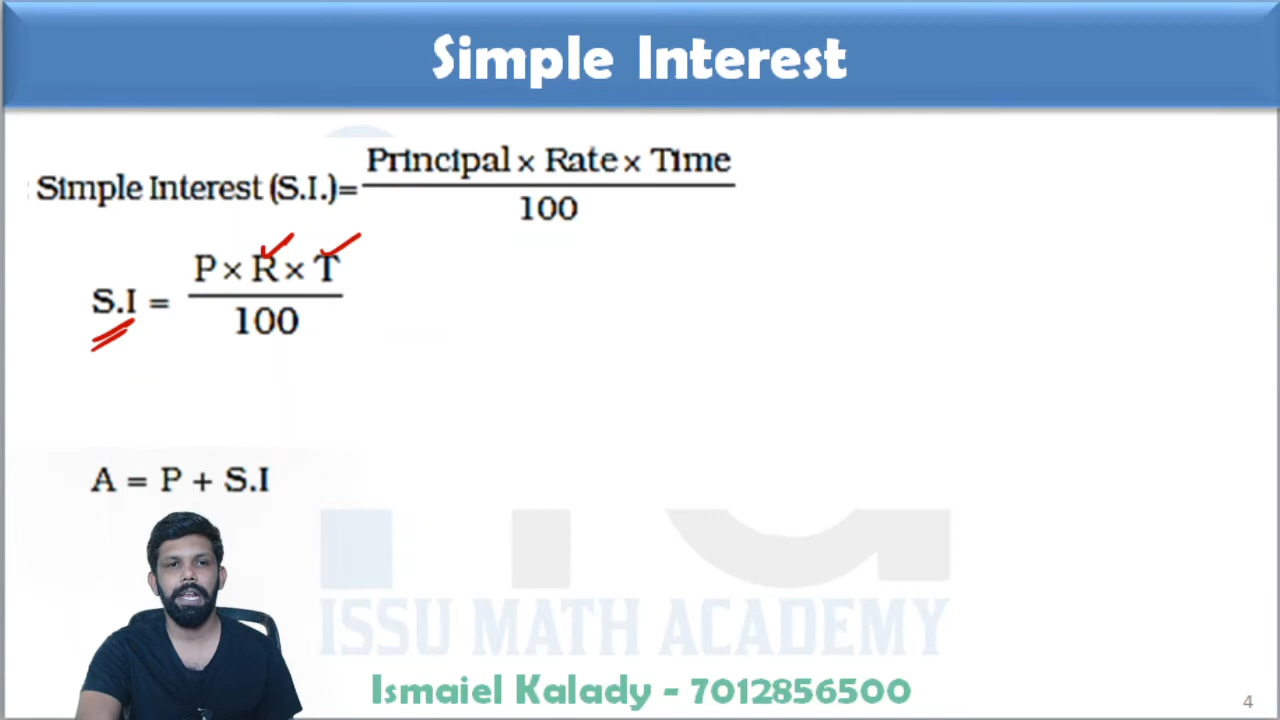 Simple Interest
Simple Interest (S.I.)= Principal × Rate × Time
100
S.I = P × R × T
100
A = P + S.I
ISSU MATH ACADEMY
Ismaiel Kalady - 7012856500
4